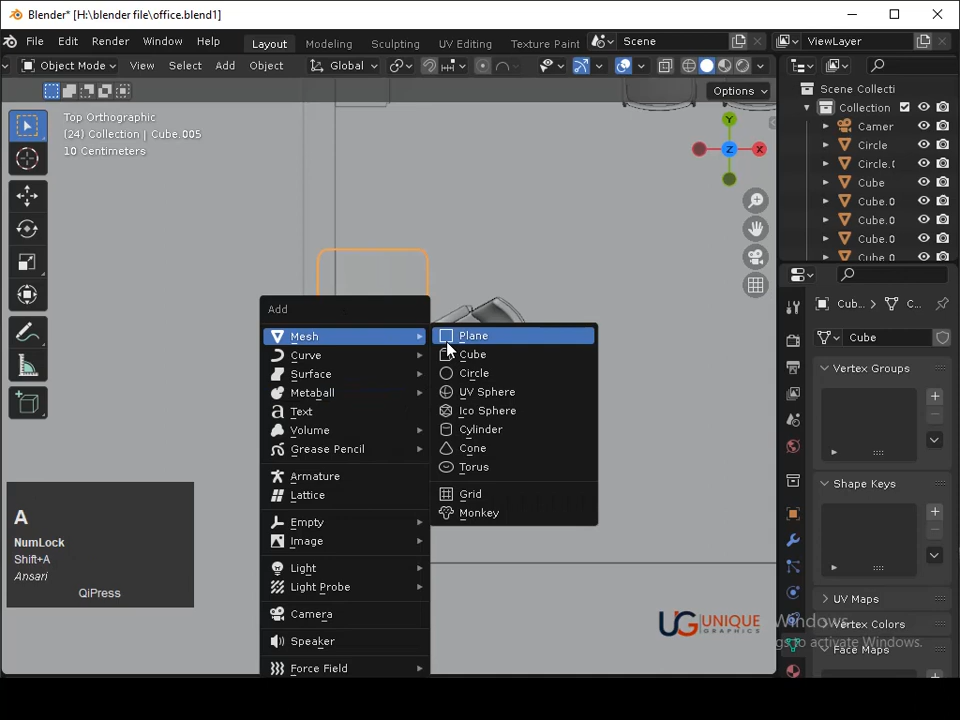 Blender* [H:\blender file\office.blend1]
File Edit Render Window Help Layout Modeling Sculpting UV Editing Texture Paint Scene ViewLayer
Object Mode View Select Add Object Global
Options
Top Orthographic
(24) Collection | Cube.005
10 Centimeters
Y
Z
X
Scene Collecti
Collection
Camer
Circle
Circle.(
Cube
Cube.0
Cube.0
Cube.0
Cube.0
Cub... > C...
Cube
Vertex Groups
Shape Keys
UV Maps
Vertex Colors
Face Maps
Add
Mesh
Curve
Surface
Metaball
Text
Volume
Grease Pencil
Armature
Lattice
Empty
Image
Light
Light Probe
Camera
Speaker
Force Field
Plane
Cube
Circle
UV Sphere
Ico Sphere
Cylinder
Cone
Torus
Grid
Monkey
A
NumLock
Shift+A
Ansari
QiPress
UG UNIQUE
GRAPHICS
Windows
to activate Windows.